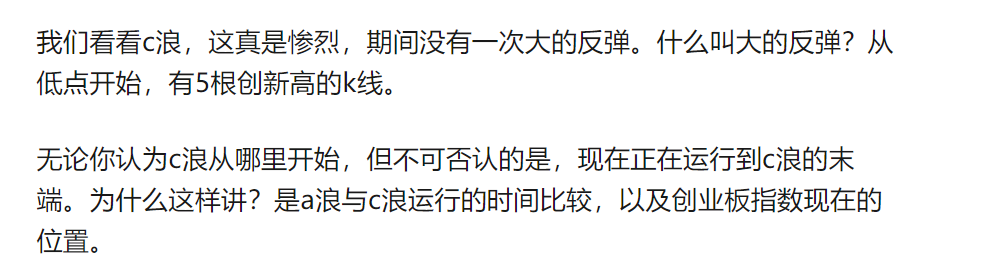 我们看看c浪，这真是惨烈，期间没有一次大的反弹。什么叫大的反弹？从
低点开始，有5根创新高的k线。
无论你认为c浪从哪里开始，但不可否认的是，现在正在运行到c浪的末
端。为什么这样讲？是a浪与c浪运行的时间比较，以及创业板指数现在的
位置。